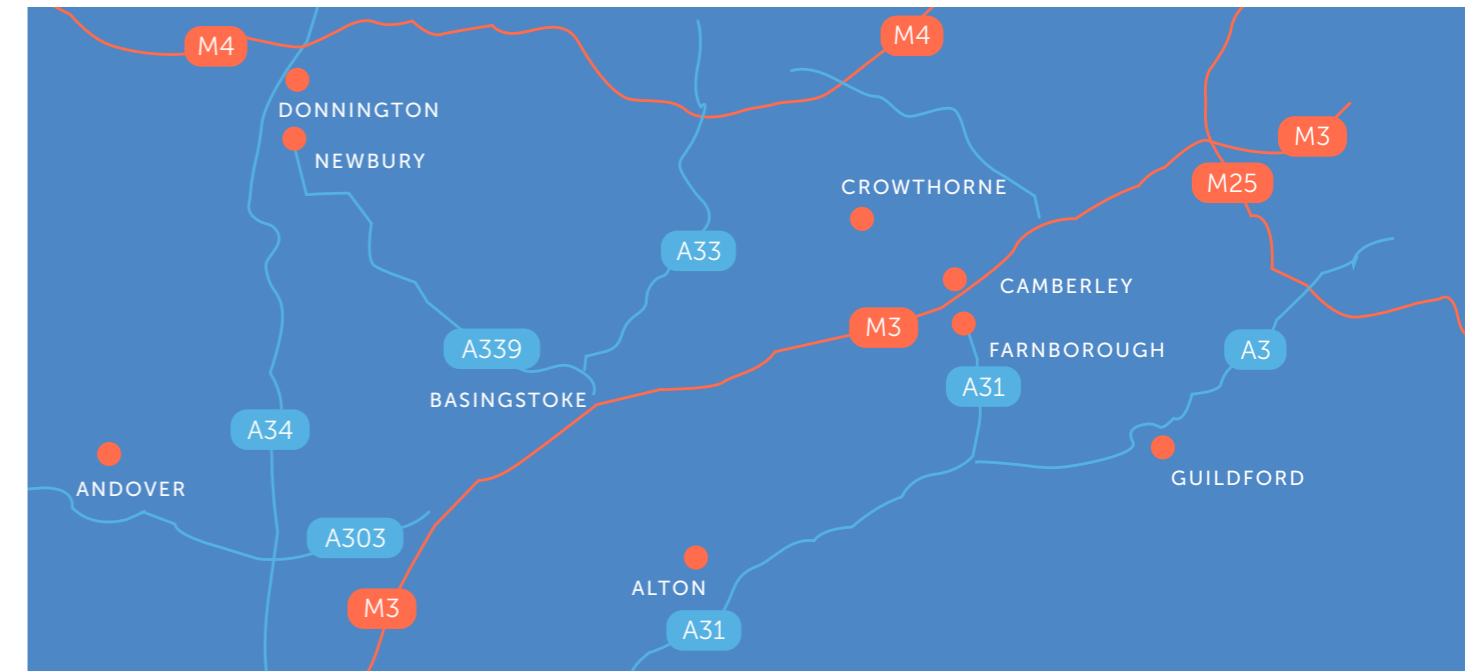 M4
M4
DONNINGTON
M3
NEWBURY
M25
CROWTHORNE
A33
CAMBERLEY
M3
A339
FARNBOROUGH
A3
A31
BASINGSTOKE
A34
GUILDFORD
ANDOVER
A303
ALTON
M3
A31